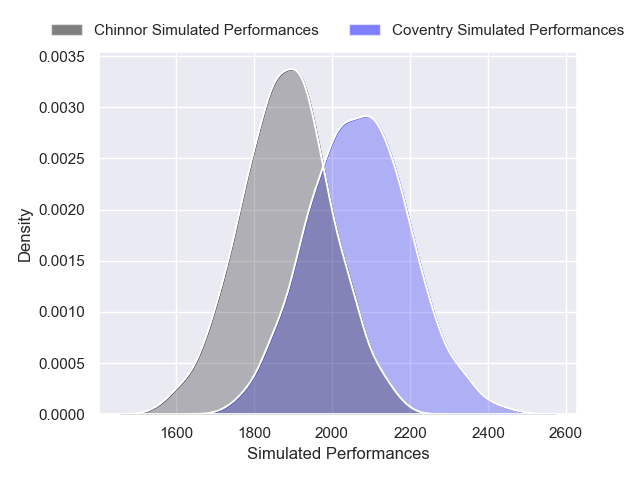 Chinnor Simulated Performances Coventry Simulated Performances
0.0035
0.0030
0.0025
0.0020
0.0015
0.0010
0.0005
0.0000
Density
1600 1800 2000 2200 2400 2600
Simulated Performances